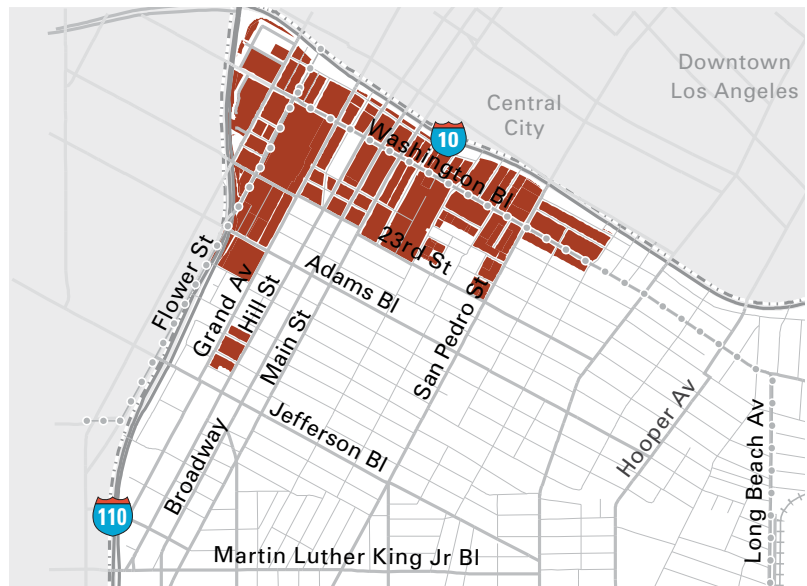 Downtown
Los Angeles
Central
City
10
Washington Bl
23rd St
Adams Bl
Flower St
Grand Av
Hill St
Main St
San Pedro St
Broadway
Jefferson Bl
Hooper Av
Long Beach Av
110
Martin Luther King Jr Bl